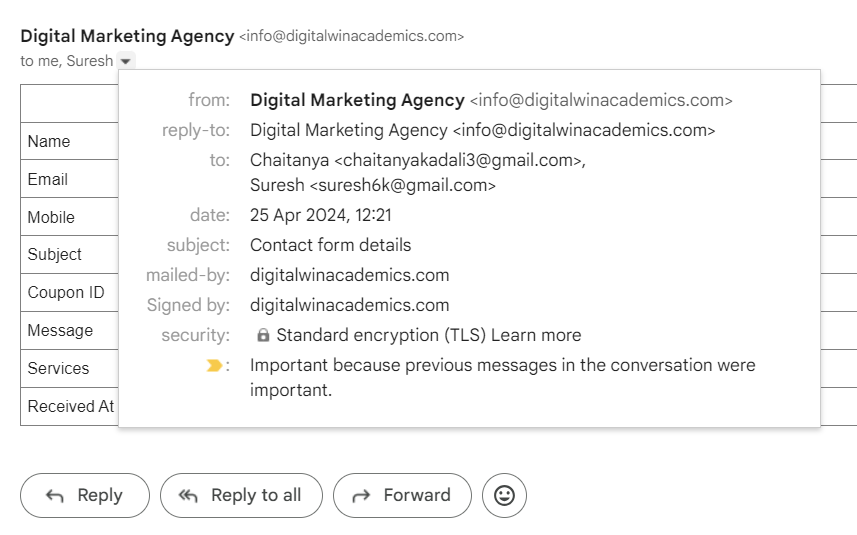 Digital Marketing Agency <info@digitalwinacademics.com>
to me, Suresh
from: Digital Marketing Agency <info@digitalwinacademics.com>
reply-to: Digital Marketing Agency <info@digitalwinacademics.com>
to: Chaitanya <chaitanyakadali3@gmail.com>,
Suresh <suresh6k@gmail.com>
date: 25 Apr 2024, 12:21
subject: Contact form details
mailed-by: digitalwinacademics.com
Signed by: digitalwinacademics.com
security: Standard encryption (TLS) Learn more
: Important because previous messages in the conversation were
important.
Name
Email
Mobile
Subject
Coupon ID
Message
Services
Received At
Reply
Reply to all
Forward